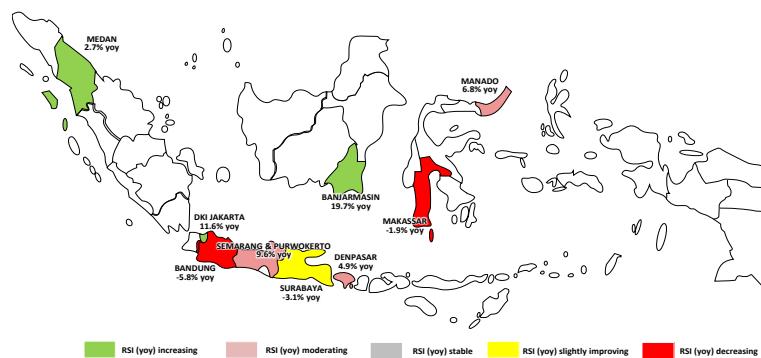 MEDAN
2.7% yoy
MANADO
6.8% yoy
BANJARMASIN
19.7% yoy
MAKASSAR
-1.9% yoy
DKI JAKARTA
11.6% yoy
SEMARANG & PURWOKERTO
9.6% yoy
DENPASAR
4.9% yoy
BANDUNG
-5.8% yoy
SURABAYA
-3.1% yoy
RSI (yoy) increasing
RSI (yoy) moderating
RSI (yoy) stable
RSI (yoy) slightly improving
RSI (yoy) decreasing